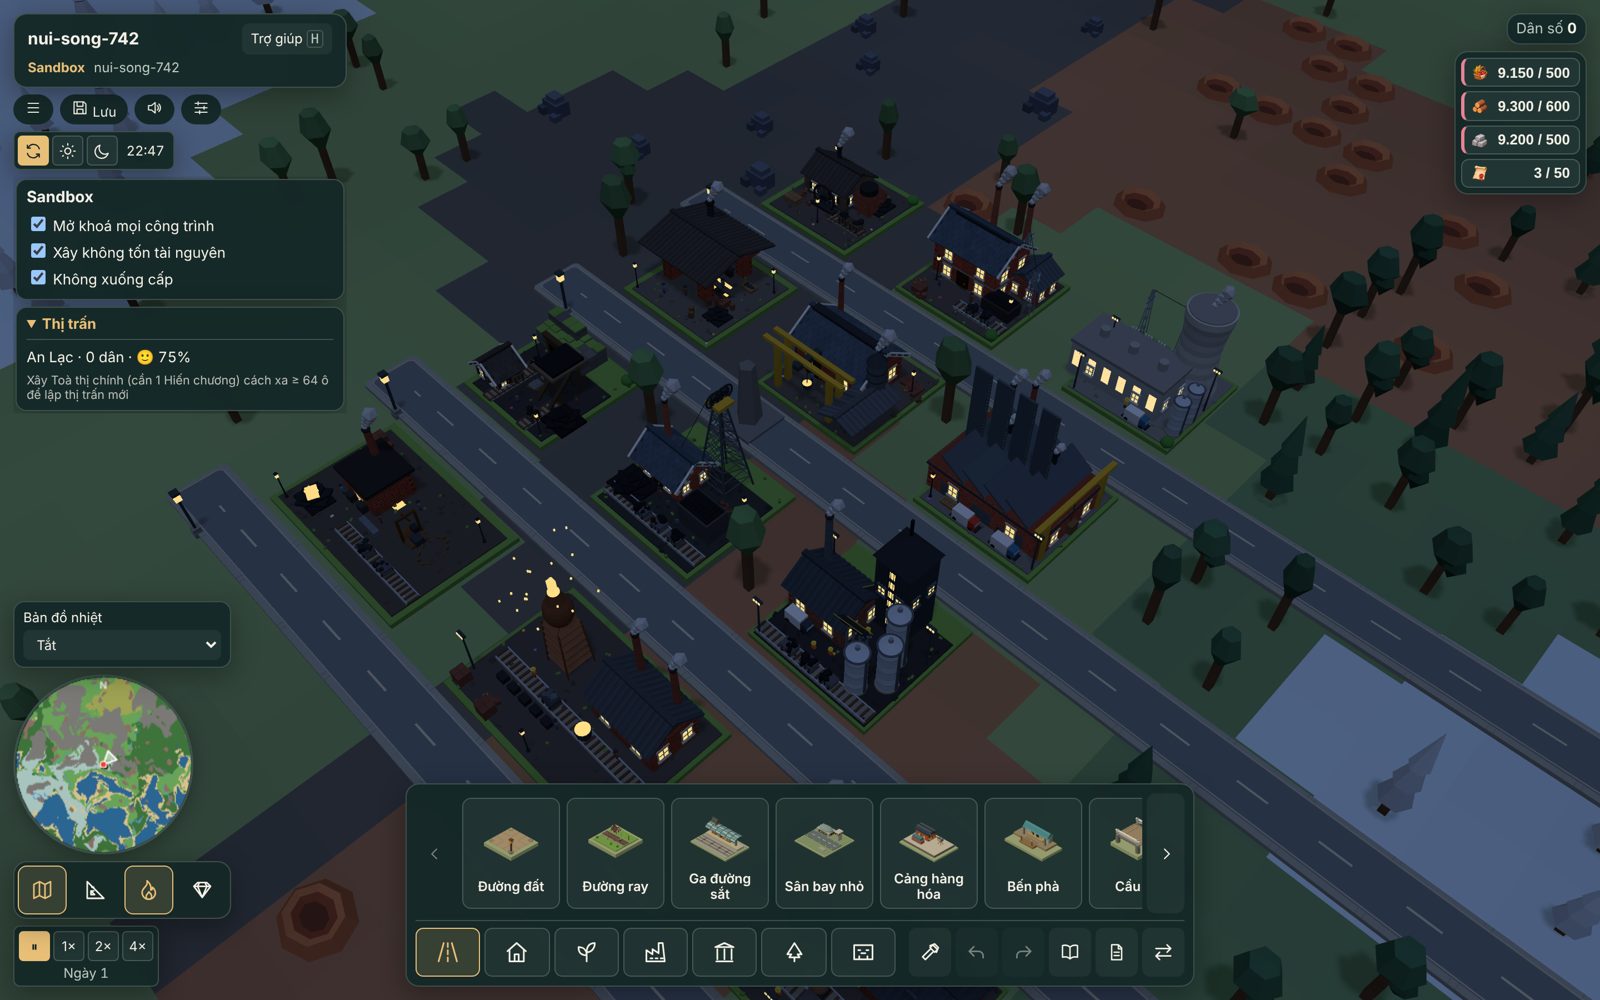 nui-song-742
Trợ giúp H
Sandbox nui-song-742
Lưu
22:47
Sandbox
Mở khoá mọi công trình
Xây không tốn tài nguyên
Không xuống cấp
▼ Thị trấn
An Lạc · 0 dân · 🙂 75%
Xây Toà thị chính (cần 1 Hiến chương) cách xa ≥ 64 ô
để lập thị trấn mới
Dân số 0
9.150 / 500
9.300 / 600
9.200 / 500
3 / 50
Bản đồ nhiệt
Tắt
N
1×
2×
4×
Ngày 1
Đường đất
Đường ray
Ga đường
sắt
Sân bay nhỏ
Cảng hàng
hóa
Bến phà
Cầu